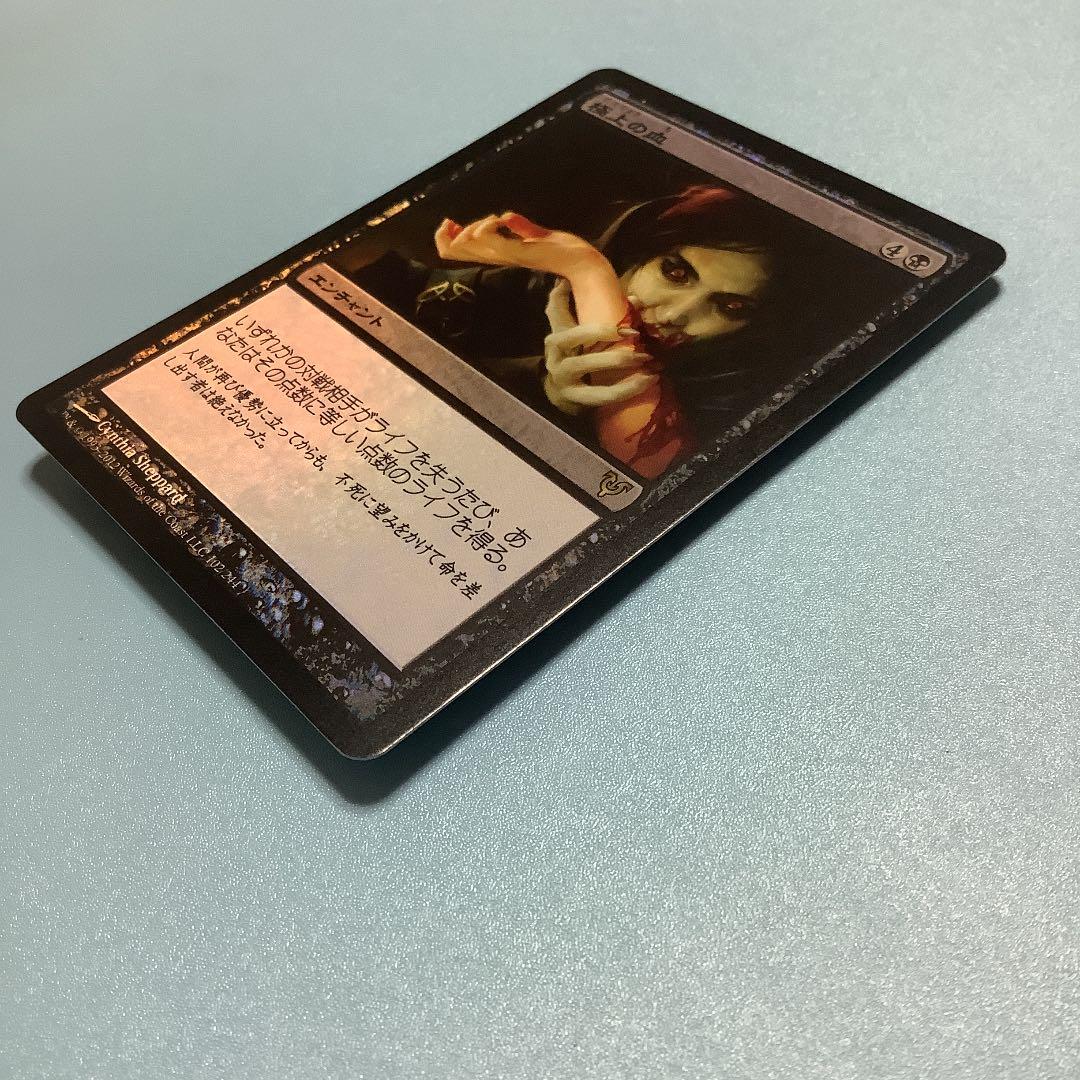 極上の血
4
エンチャント
いずれかの対戦相手がライフを失うたび、あ
なたはその点数に等しい点数のライフを得る。
人間が再び優勢に立ってからも、不死に望みをかけて命を差
し出す者は絶えなかった。
Cynthia Sheppard
& © 1993-2012 Wizards of the Coast LLC 102/244